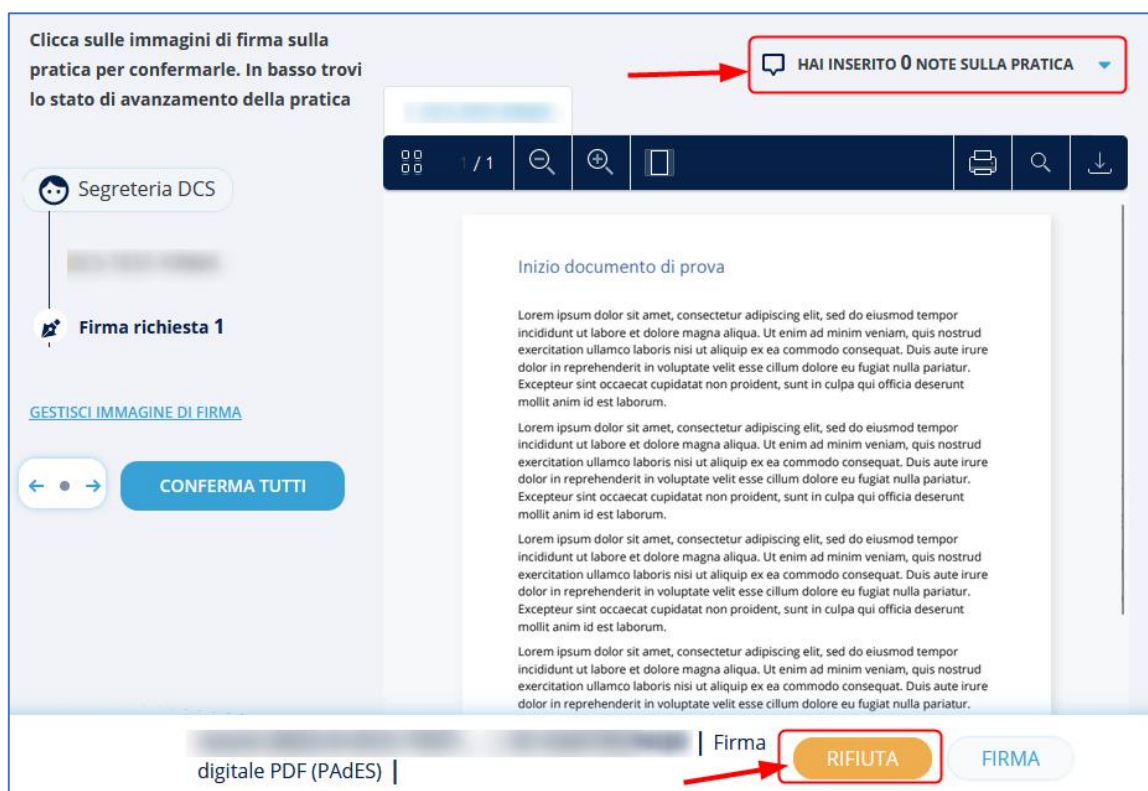 Clicca sulle immagini di firma sulla
pratica per confermarle. In basso trovi
lo stato di avanzamento della pratica
HAI INSERITO 0 NOTE SULLA PRATICA
1 / 1
Segreteria DCS
Firma richiesta 1
GESTISCI IMMAGINE DI FIRMA
CONFERMA TUTTI
Inizio documento di prova
Lorem ipsum dolor sit amet, consectetur adipiscing elit, sed do eiusmod tempor
incididunt ut labore et dolore magna aliqua. Ut enim ad minim veniam, quis nostrud
exercitation ullamco laboris nisi ut aliquip ex ea commodo consequat. Duis aute irure
dolor in reprehenderit in voluptate velit esse cillum dolore eu fugiat nulla pariatur.
Excepteur sint occaecat cupidatat non proident, sunt in culpa qui officia deserunt
mollit anim id est laborum.
Lorem ipsum dolor sit amet, consectetur adipiscing elit, sed do eiusmod tempor
incididunt ut labore et dolore magna aliqua. Ut enim ad minim veniam, quis nostrud
exercitation ullamco laboris nisi ut aliquip ex ea commodo consequat. Duis aute irure
dolor in reprehenderit in voluptate velit esse cillum dolore eu fugiat nulla pariatur.
Excepteur sint occaecat cupidatat non proident, sunt in culpa qui officia deserunt
mollit anim id est laborum.
Lorem ipsum dolor sit amet, consectetur adipiscing elit, sed do eiusmod tempor
incididunt ut labore et dolore magna aliqua. Ut enim ad minim veniam, quis nostrud
exercitation ullamco laboris nisi ut aliquip ex ea commodo consequat. Duis aute irure
dolor in reprehenderit in voluptate velit esse cillum dolore eu fugiat nulla pariatur.
Excepteur sint occaecat cupidatat non proident, sunt in culpa qui officia deserunt
mollit anim id est laborum.
Lorem ipsum dolor sit amet, consectetur adipiscing elit, sed do eiusmod tempor
incididunt ut labore et dolore magna aliqua. Ut enim ad minim veniam, quis nostrud
exercitation ullamco laboris nisi ut aliquip ex ea commodo consequat. Duis aute irure
dolor in reprehenderit in voluptate velit esse cillum dolore eu fugiat nulla pariatur.
| Firma
digitale PDF (PAdES) |
RIFIUTA
FIRMA